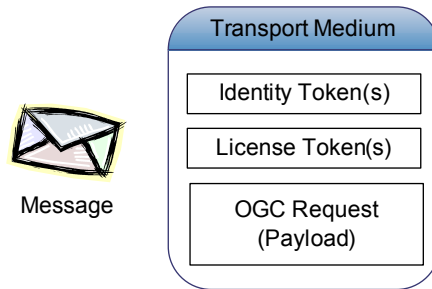 Transport Medium
Identity Token(s)
License Token(s)
Message
OGC Request
(Payload)